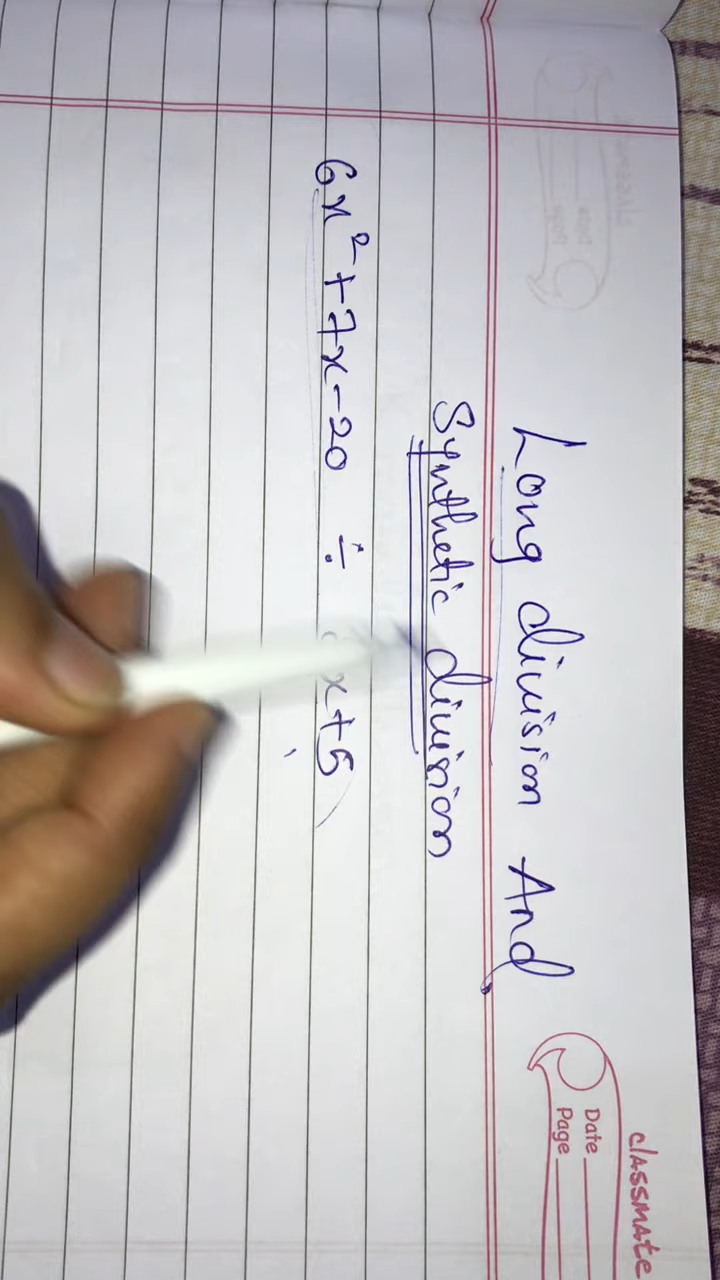 classmate
Date
Page
Long division And
Synthetic division
6x² + 7x - 20 ÷ x + 5